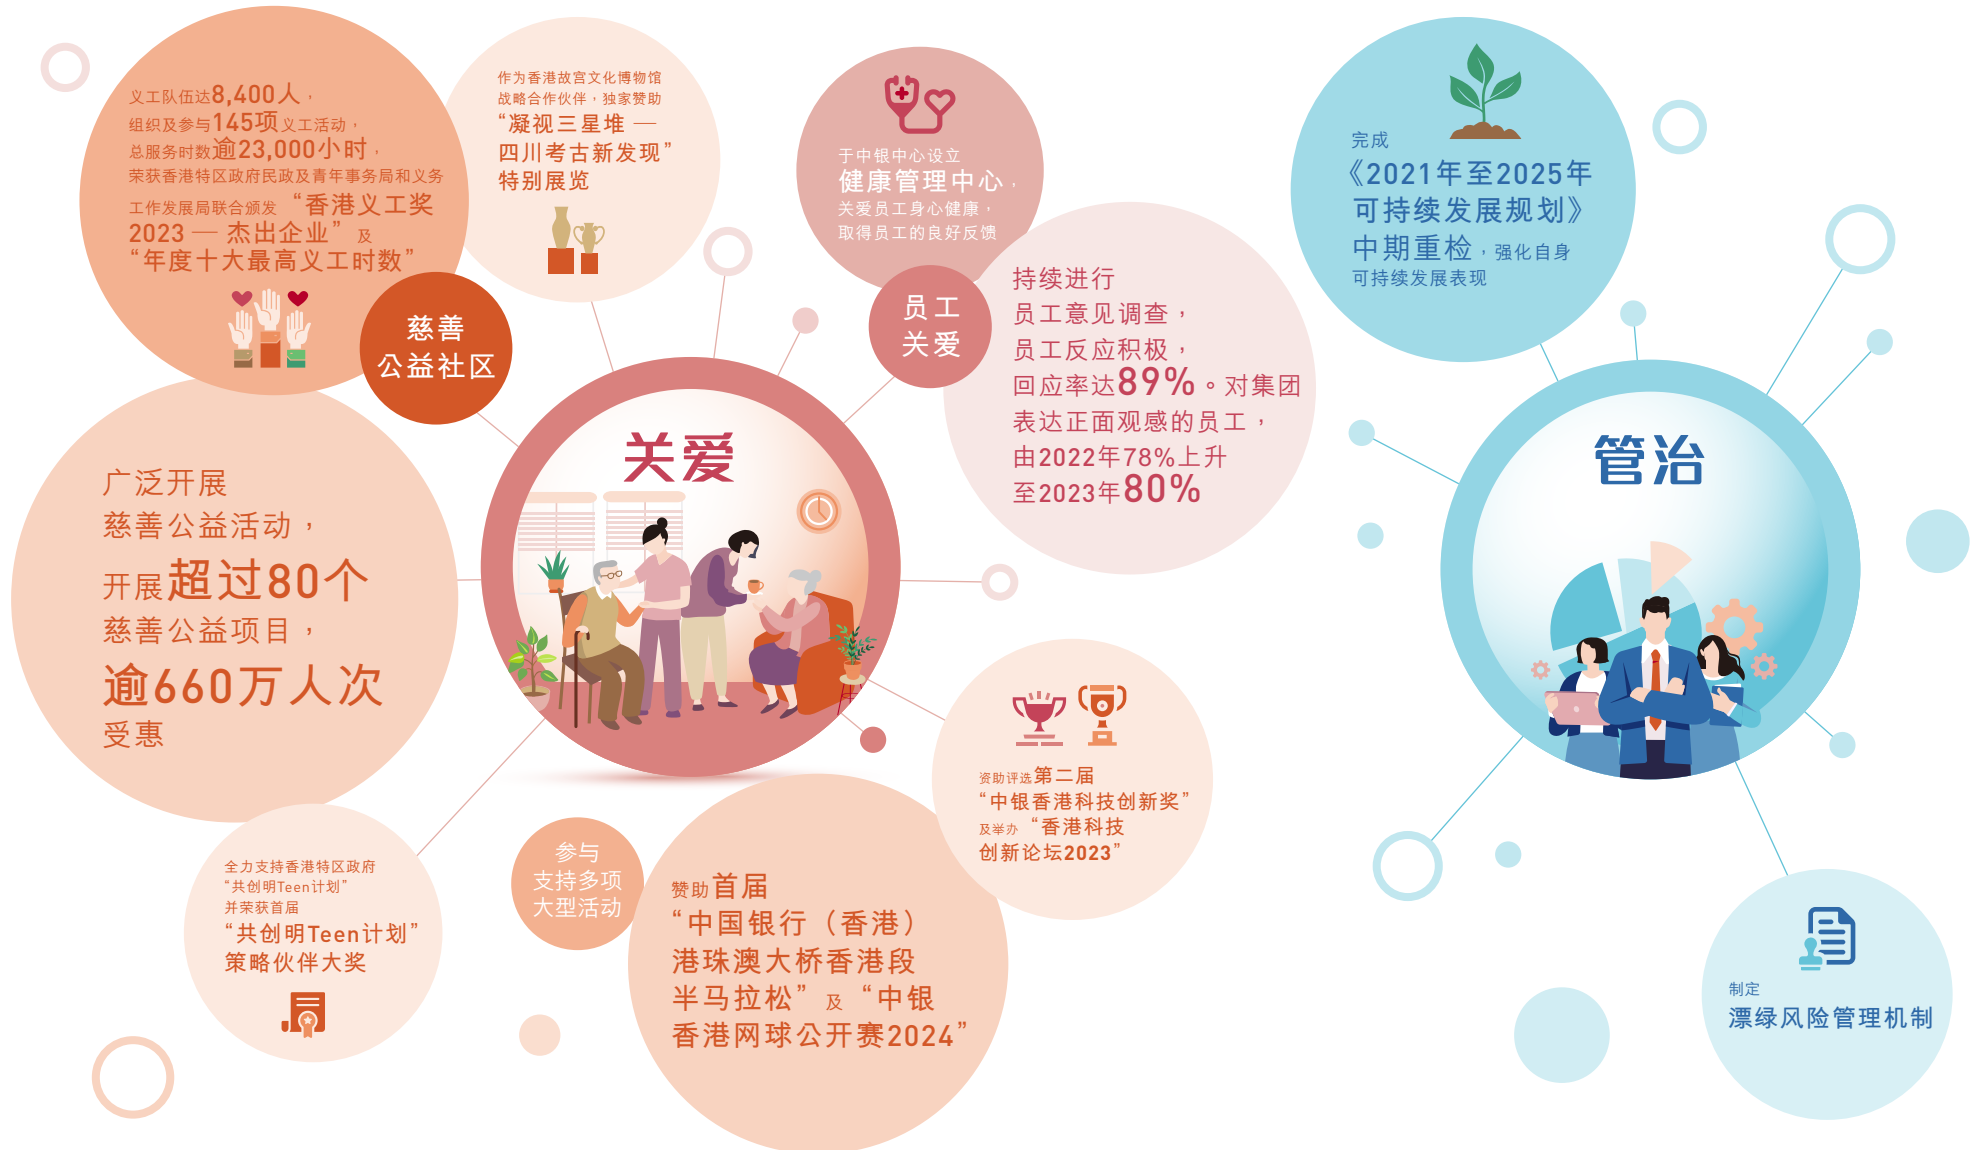 义工队伍达8,400人，
组织及参与145项义工活动，
总服务时数逾23,000小时，
荣获香港特区政府民政及青年事务局和义务
工作发展局联合颁发“香港义工奖
2023 — 杰出企业”及
“年度十大最高义工时数”
慈善
公益社区
作为香港故宫文化博物馆
战略合作伙伴，独家赞助
“凝视三星堆 —
四川考古新发现”
特别展览
于中银中心设立
健康管理中心，
关爱员工身心健康，
取得员工的良好反馈
员工
关爱
持续进行
员工意见调查，
员工反应积极，
回应率达89%。对集团
表达正面观感的员工，
由2022年78%上升
至2023年80%
广泛开展
慈善公益活动，
开展超过80个
慈善公益项目，
逾660万人次
受惠
关爱
全力支持香港特区政府
“共创明Teen计划”
并荣获首届
“共创明Teen计划”
策略伙伴大奖
参与
支持多项
大型活动
赞助首届
“中国银行（香港）
港珠澳大桥香港段
半马拉松”及“中银
香港网球公开赛2024”
资助评选第二届
“中银香港科技创新奖”
及举办“香港科技
创新论坛2023”
完成
《2021年至2025年
可持续发展规划》
中期重检，强化自身
可持续发展表现
管治
制定
漂绿风险管理机制